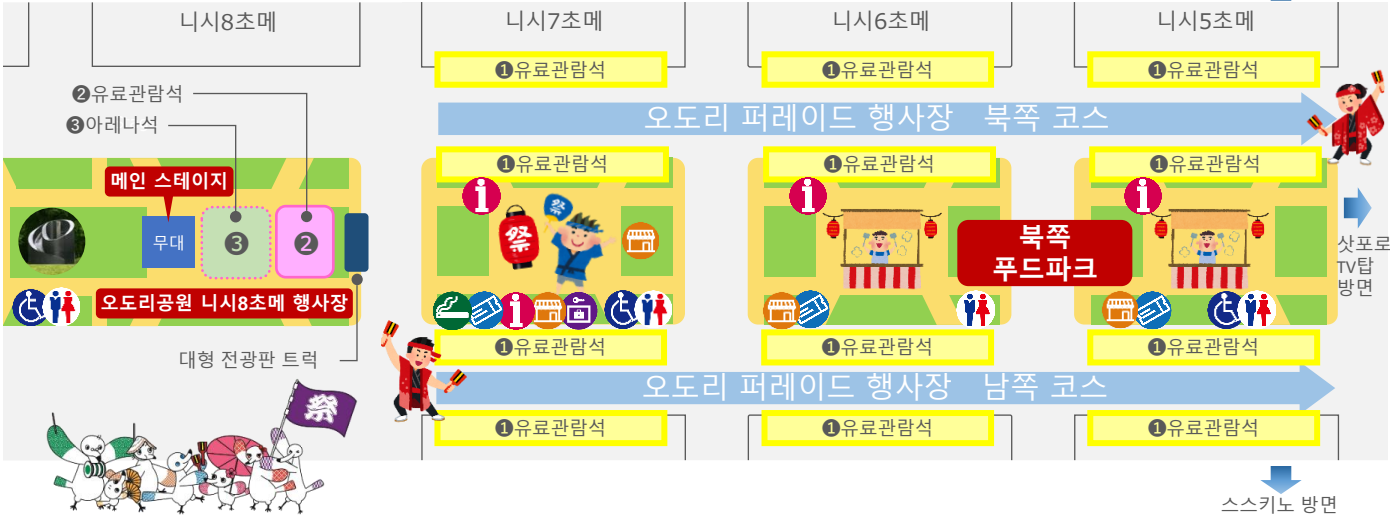 니시8초메
니시7초메
니시6초메
니시5초메
❶유료관람석
❶유료관람석
❶유료관람석
❷유료관람석
❸아레나석
오도리 퍼레이드 행사장 북쪽 코스
❶유료관람석
❶유료관람석
❶유료관람석
메인 스테이지
무대
❸
❷
祭
祭
북쪽
푸드파크
삿포로
TV탑
방면
오도리공원 니시8초메 행사장
대형 전광판 트럭
❶유료관람석
❶유료관람석
❶유료관람석
오도리 퍼레이드 행사장 남쪽 코스
祭
❶유료관람석
❶유료관람석
❶유료관람석
스스키노 방면